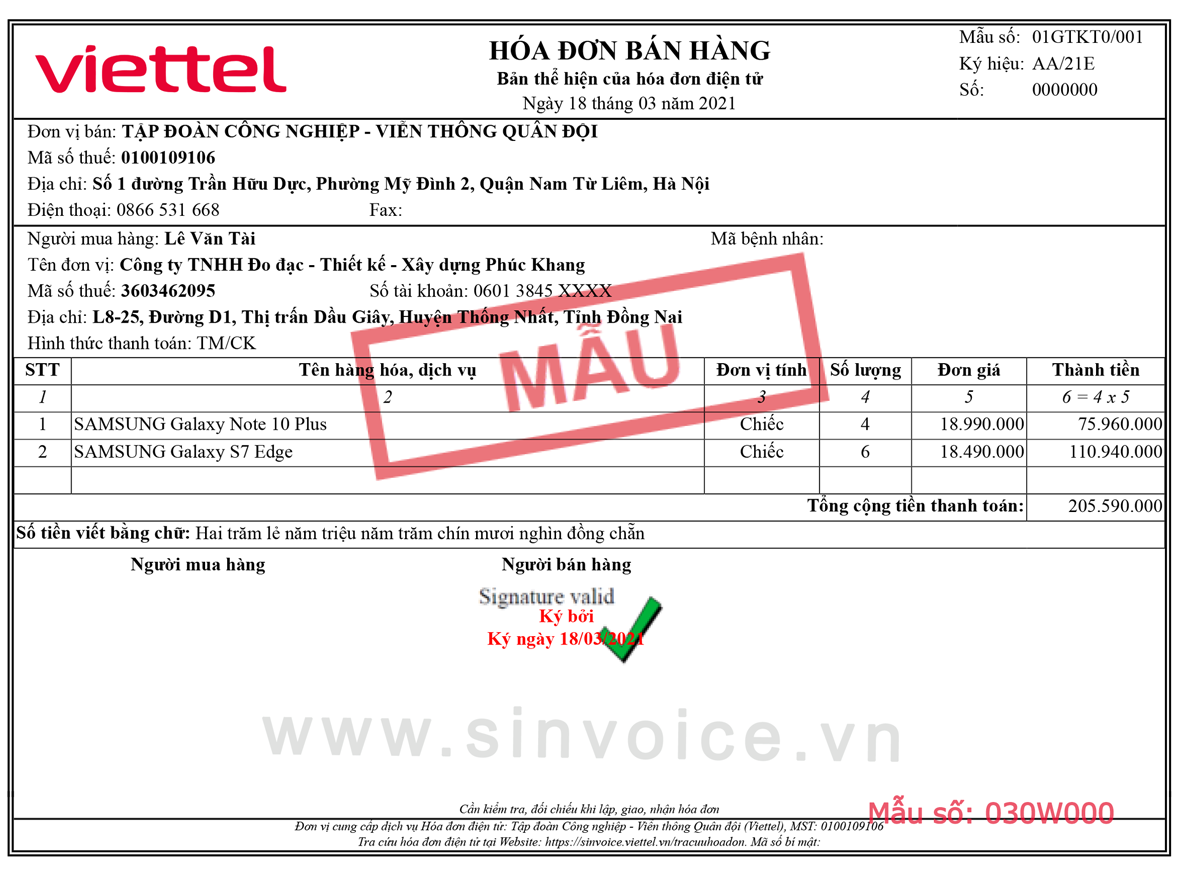 viettel
HÓA ĐƠN BÁN HÀNG
Bản thể hiện của hóa đơn điện tử
Ngày 18 tháng 03 năm 2021
Mẫu số: 01GTKT0/001
Ký hiệu: AA/21E
Số: 0000000
Đơn vị bán: TẬP ĐOÀN CÔNG NGHIỆP - VIỄN THÔNG QUÂN ĐỘI
Mã số thuế: 0100109106
Địa chỉ: Số 1 đường Trần Hữu Dực, Phường Mỹ Đình 2, Quận Nam Từ Liêm, Hà Nội
Điện thoại: 0866 531 668 Fax:
Người mua hàng: Lê Văn Tài Mã bệnh nhân:
Tên đơn vị: Công ty TNHH Đo đạc - Thiết kế - Xây dựng Phúc Khang
Mã số thuế: 3603462095 Số tài khoản: 0601 3845 XXXX
Địa chỉ: L8-25, Đường D1, Thị trấn Dầu Giây, Huyện Thống Nhất, Tỉnh Đồng Nai
Hình thức thanh toán: TM/CK
MẪU
STT Tên hàng hóa, dịch vụ Đơn vị tính Số lượng Đơn giá Thành tiền
1 2 3 4 5 6 = 4 x 5
1 SAMSUNG Galaxy Note 10 Plus Chiếc 4 18.990.000 75.960.000
2 SAMSUNG Galaxy S7 Edge Chiếc 6 18.490.000 110.940.000
Tổng cộng tiền thanh toán: 205.590.000
Số tiền viết bằng chữ: Hai trăm lẻ năm triệu năm trăm chín mươi nghìn đồng chẵn
Người mua hàng Người bán hàng
Signature valid
Ký bởi
Ký ngày 18/03/2021
www.sinvoice.vn
Cần kiểm tra, đối chiếu khi lập, giao, nhận hóa đơn
Mẫu số: 030W000
Đơn vị cung cấp dịch vụ Hóa đơn điện tử: Tập đoàn Công nghiệp - Viễn thông Quân đội (Viettel), MST: 0100109106
Tra cứu hóa đơn điện tử tại Website: https://sinvoice.viettel.vn/tracuuhoadon. Mã số bí mật: